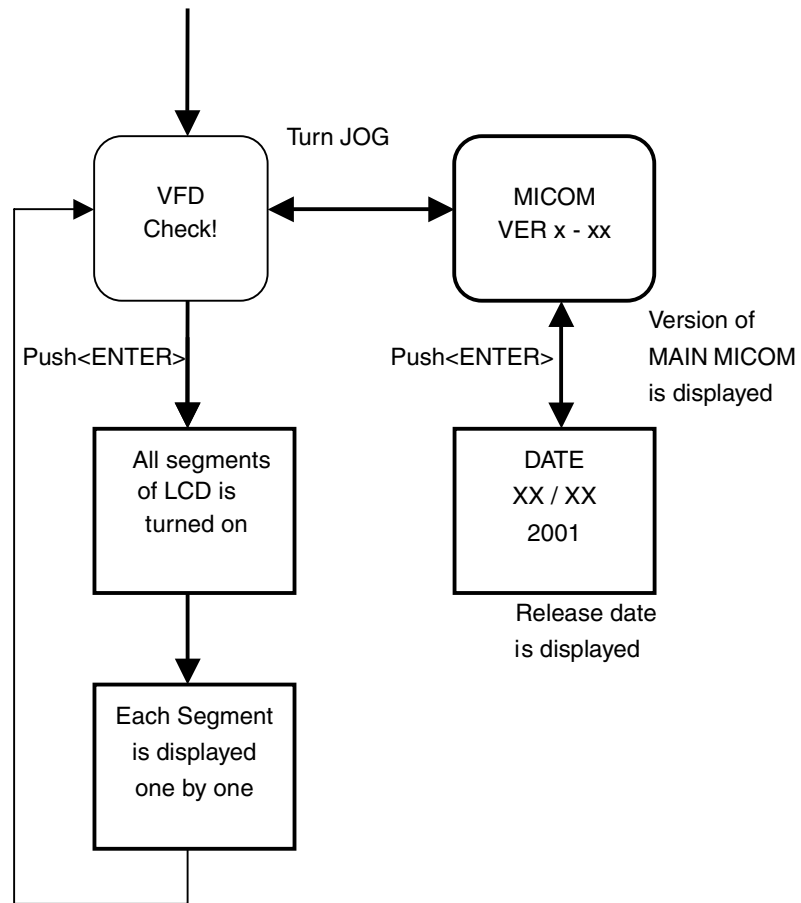 Turn JOG
VFD
Check!
MICOM
VER x - xx
Version of
MAIN MICOM
is displayed
Push<ENTER>
Push<ENTER>
All segments
of LCD is
turned on
DATE
XX / XX
2001
Release date
is displayed
Each Segment
is displayed
one by one